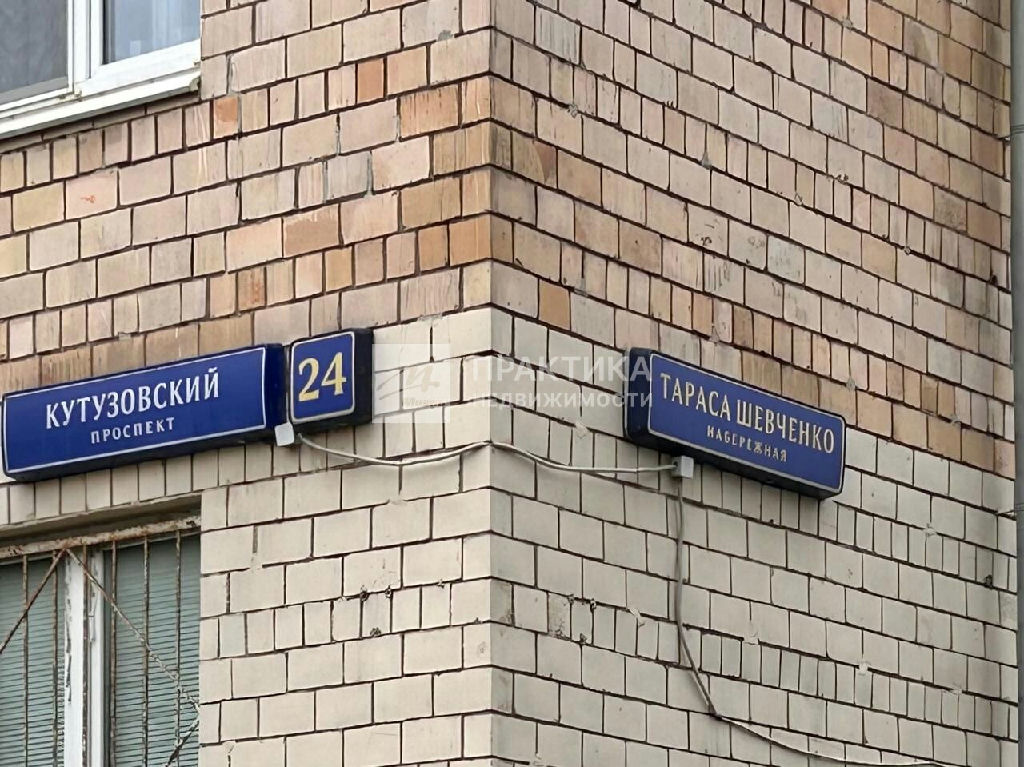 КУТУЗОВСКИЙ
ПРОСПЕКТ
24
ПРАКТИКА
НЕДВИЖИМОСТИ
ТАРАСА ШЕВЧЕНКО
НАБЕРЕЖНАЯ